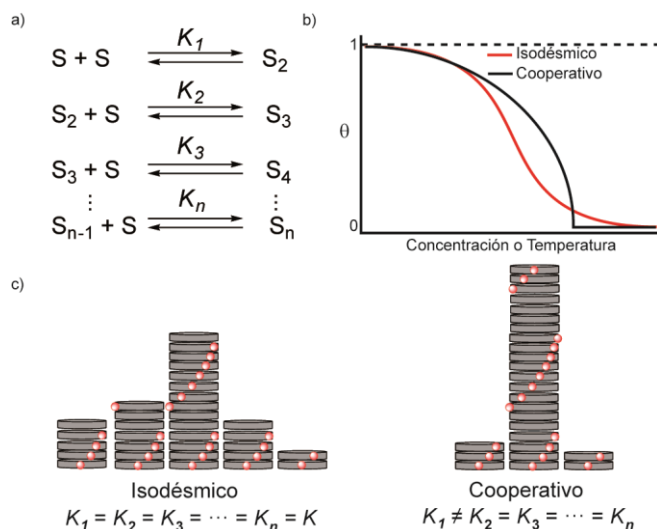 a)
S + S K₁ S₂
S₂ + S K₂ S₃
S₃ + S K₃ S₄
⋮ ⋮
Sₙ₋₁ + S Kₙ Sₙ
b)
1
Isodésmico
Cooperativo
θ
0
Concentración o Temperatura
c)
Isodésmico
K₁ = K₂ = K₃ = ⋯ = Kₙ = K
Cooperativo
K₁ ≠ K₂ = K₃ = ⋯ = Kₙ